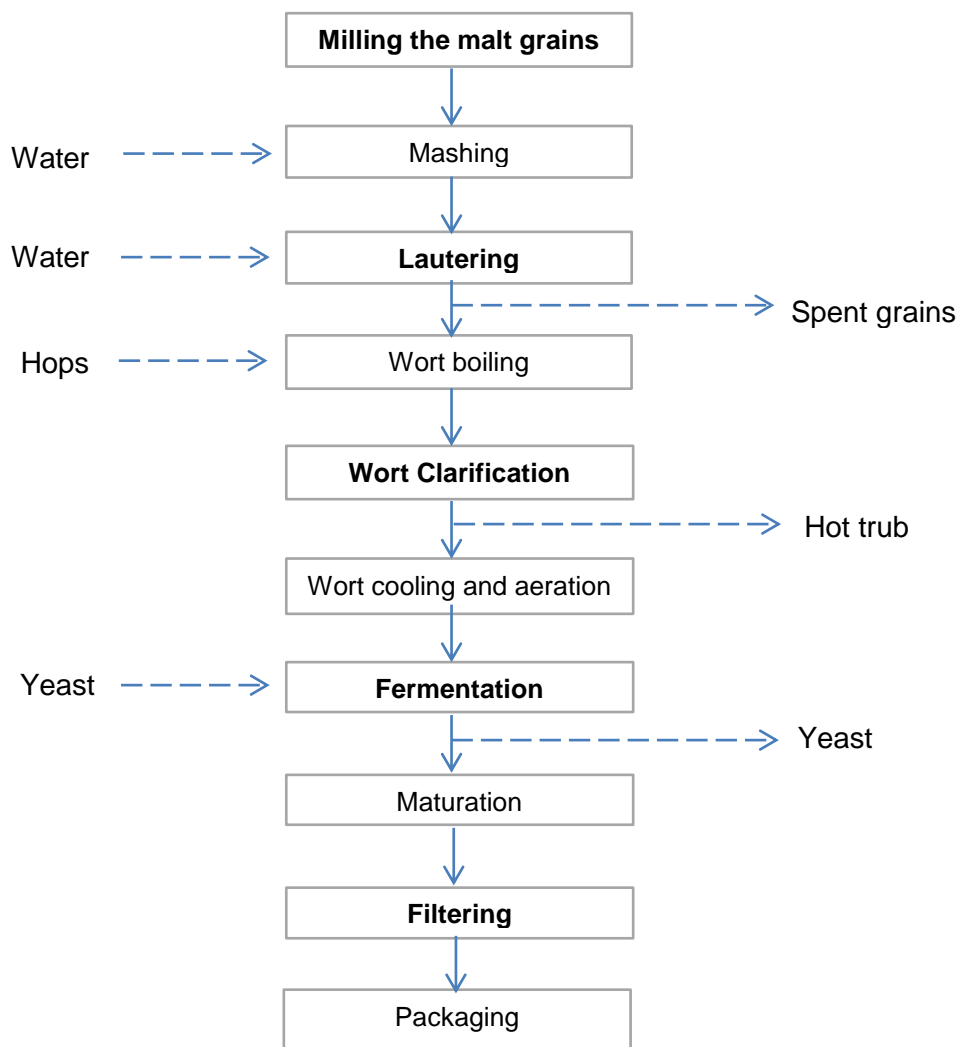 Milling the malt grains
Water
Mashing
Water
Lautering
Spent grains
Hops
Wort boiling
Wort Clarification
Hot trub
Wort cooling and aeration
Yeast
Fermentation
Yeast
Maturation
Filtering
Packaging